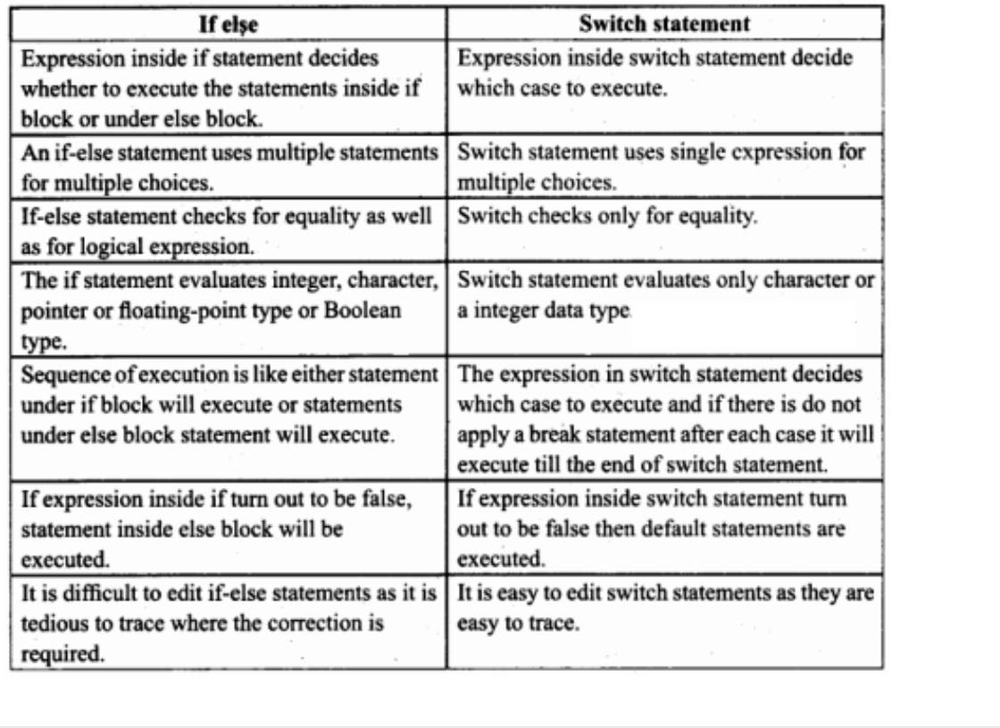 If else
Switch statement
Expression inside if statement decides
whether to execute the statements inside if
block or under else block.
Expression inside switch statement decide
which case to execute.
An if-else statement uses multiple statements
for multiple choices.
Switch statement uses single expression for
multiple choices.
If-else statement checks for equality as well
as for logical expression.
Switch checks only for equality.
The if statement evaluates integer, character,
pointer or floating-point type or Boolean
type.
Switch statement evaluates only character or
a integer data type
Sequence of execution is like either statement
under if block will execute or statements
under else block statement will execute.
The expression in switch statement decides
which case to execute and if there is do not
apply a break statement after each case it will
execute till the end of switch statement.
If expression inside if turn out to be false,
statement inside else block will be
executed.
If expression inside switch statement turn
out to be false then default statements are
executed.
It is difficult to edit if-else statements as it is
tedious to trace where the correction is
required.
It is easy to edit switch statements as they are
easy to trace.